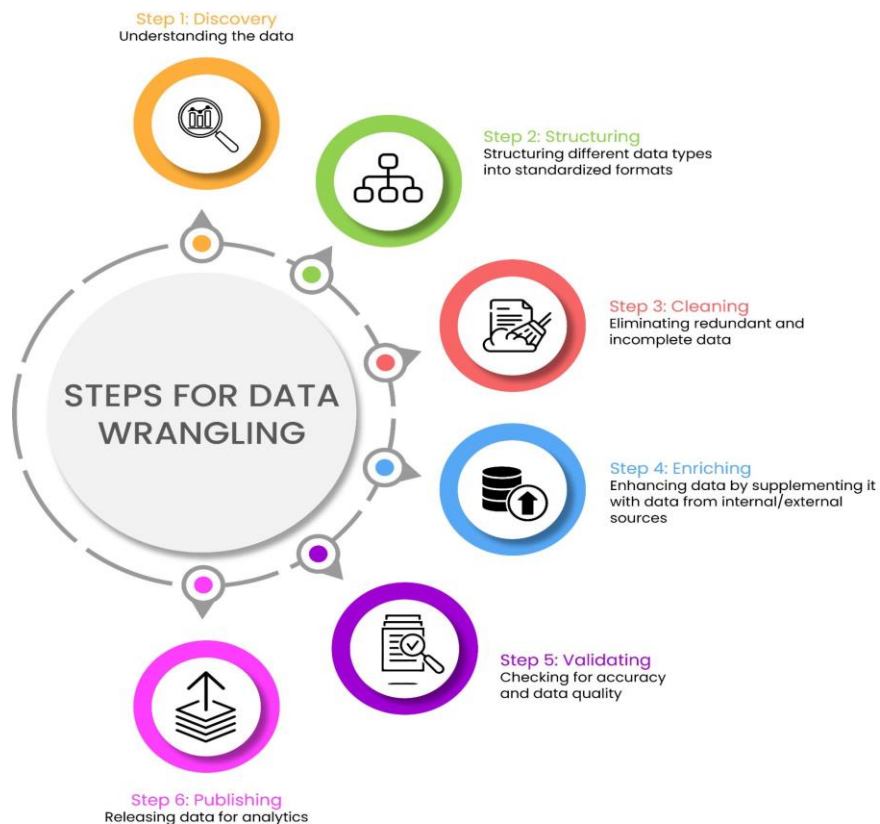 Step 1: Discovery
Understanding the data
Step 2: Structuring
Structuring different data types
into standardized formats
Step 3: Cleaning
Eliminating redundant and
incomplete data
STEPS FOR DATA
WRANGLING
Step 4: Enriching
Enhancing data by supplementing it
with data from internal/external
sources
Step 5: Validating
Checking for accuracy
and data quality
Step 6: Publishing
Releasing data for analytics